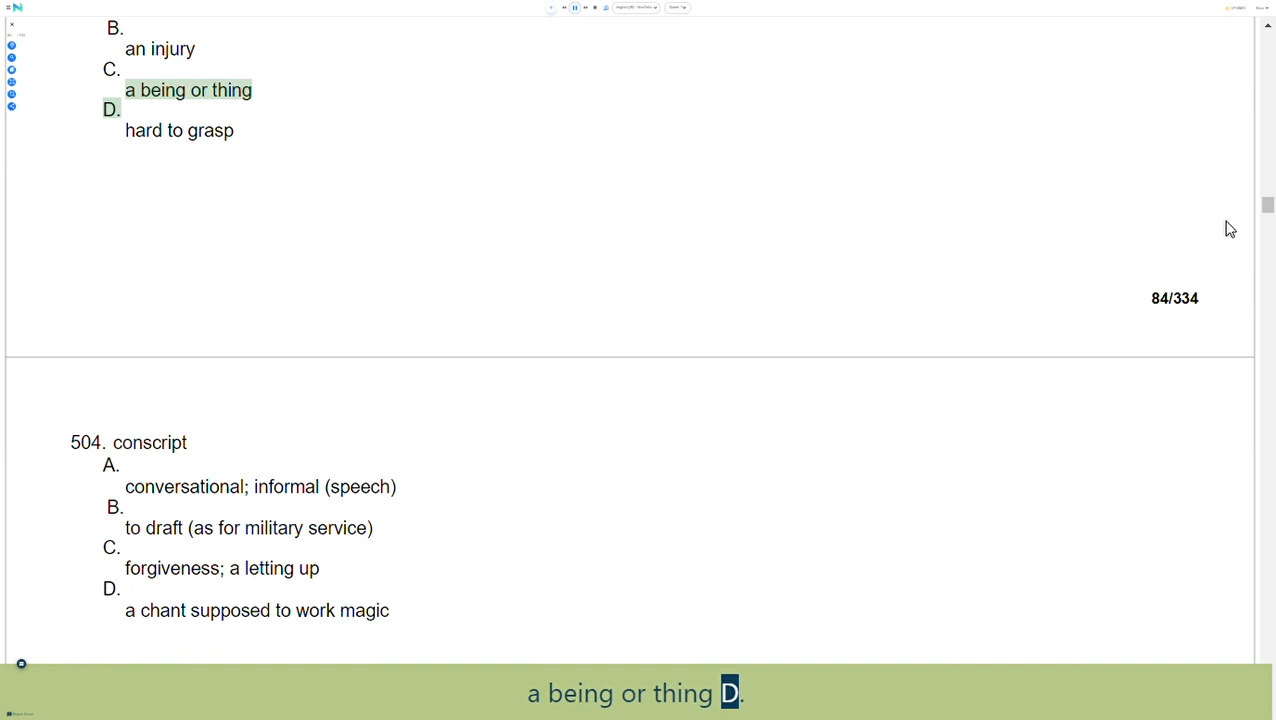 B.
an injury
C.
a being or thing
D.
hard to grasp
84/334
504. conscript
A.
conversational; informal (speech)
B.
to draft (as for military service)
C.
forgiveness; a letting up
D.
a chant supposed to work magic
a being or thing D.